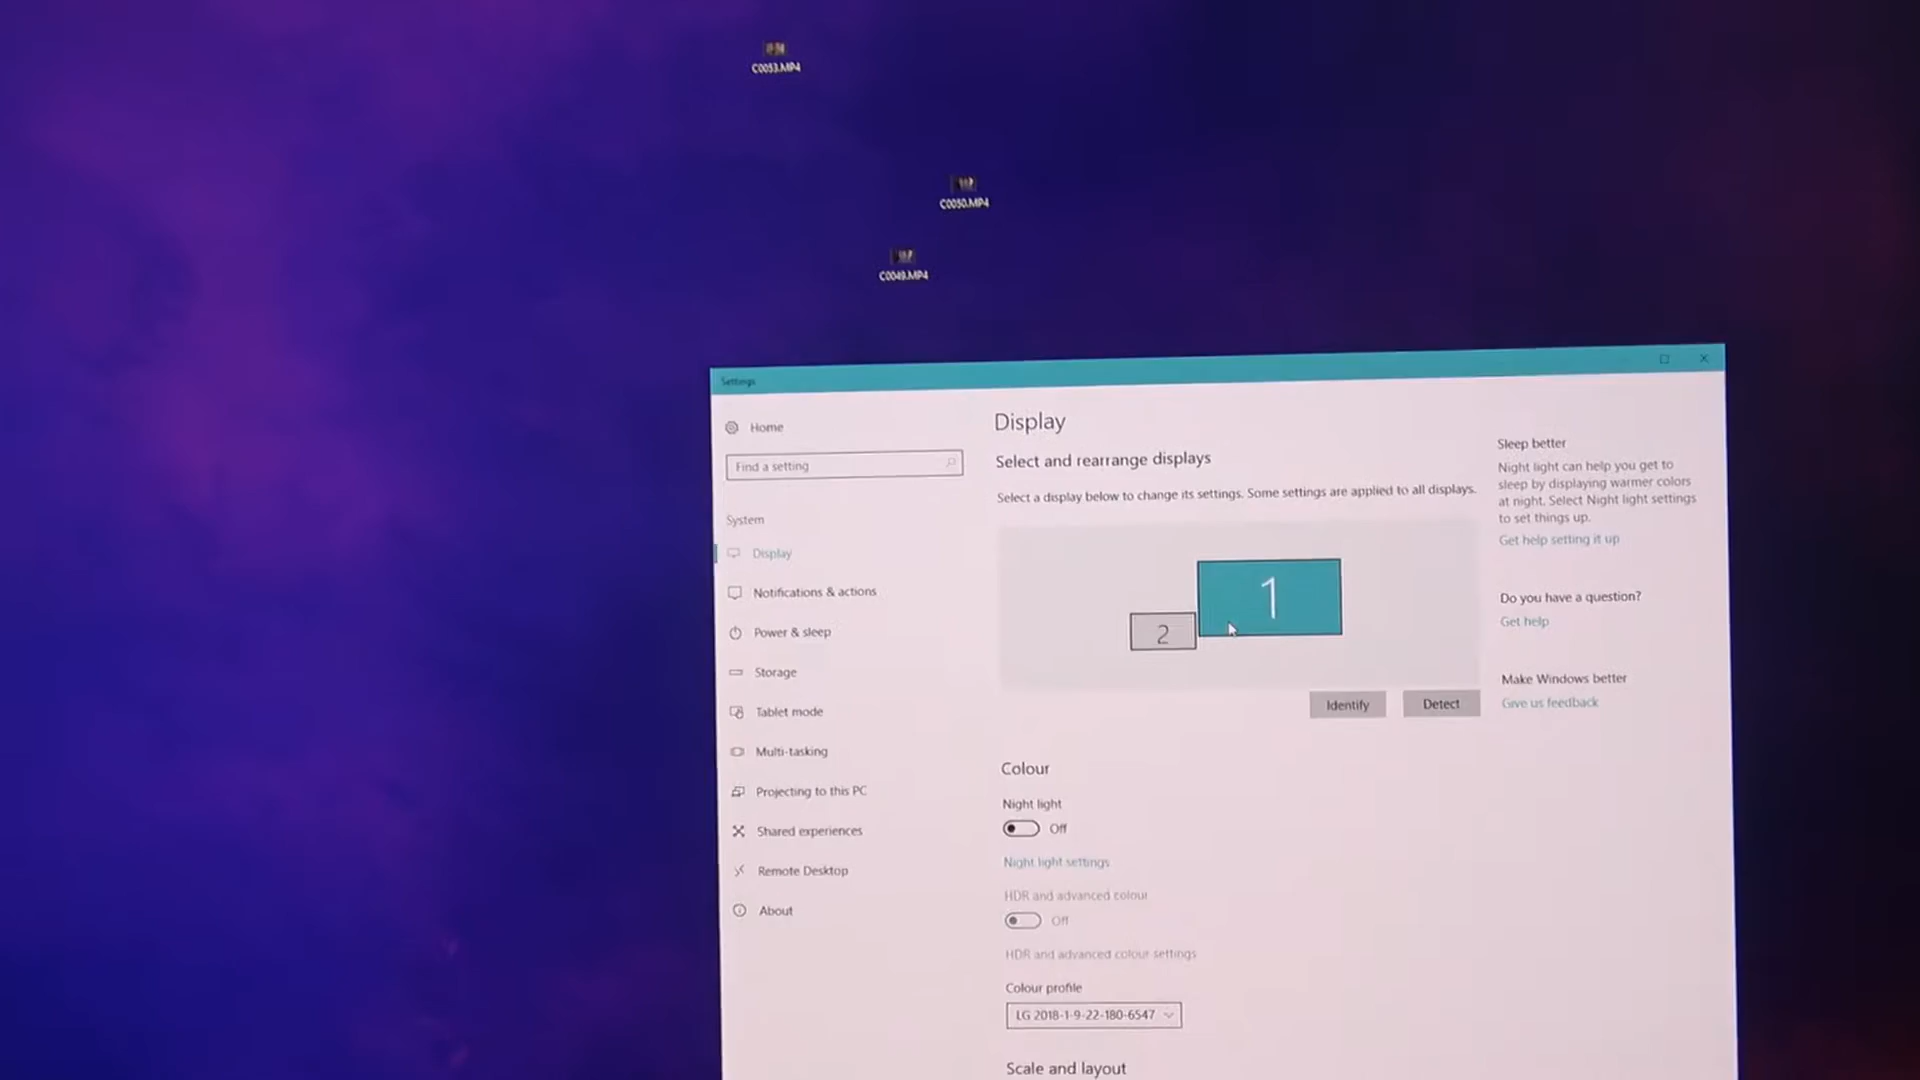 C0053.MP4
C0050.MP4
C0049.MP4
Settings
Home
Find a setting
System
Display
Notifications & actions
Power & sleep
Storage
Tablet mode
Multi-tasking
Projecting to this PC
Shared experiences
Remote Desktop
About
Display
Select and rearrange displays
Select a display below to change its settings. Some settings are applied to all displays.
1
2
Identify
Detect
Colour
Night light
Off
Night light settings
HDR and advanced colour
Off
HDR and advanced colour settings
Colour profile
LG 2018-1-9-22-180-6547
Scale and layout
Sleep better
Night light can help you get to
sleep by displaying warmer colors
at night. Select Night light settings
to set things up.
Get help setting it up
Do you have a question?
Get help
Make Windows better
Give us feedback